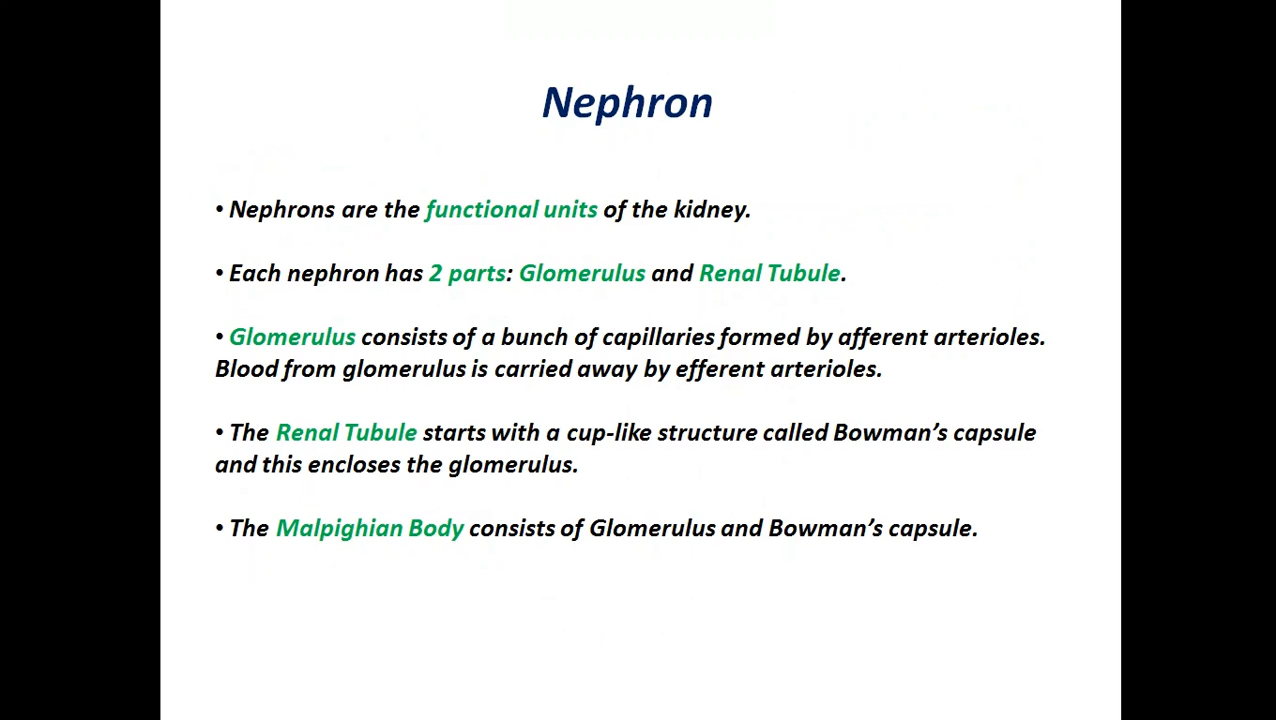 Nephron
• Nephrons are the functional units of the kidney.
• Each nephron has 2 parts: Glomerulus and Renal Tubule.
• Glomerulus consists of a bunch of capillaries formed by afferent arterioles.
Blood from glomerulus is carried away by efferent arterioles.
• The Renal Tubule starts with a cup-like structure called Bowman’s capsule
and this encloses the glomerulus.
• The Malpighian Body consists of Glomerulus and Bowman’s capsule.